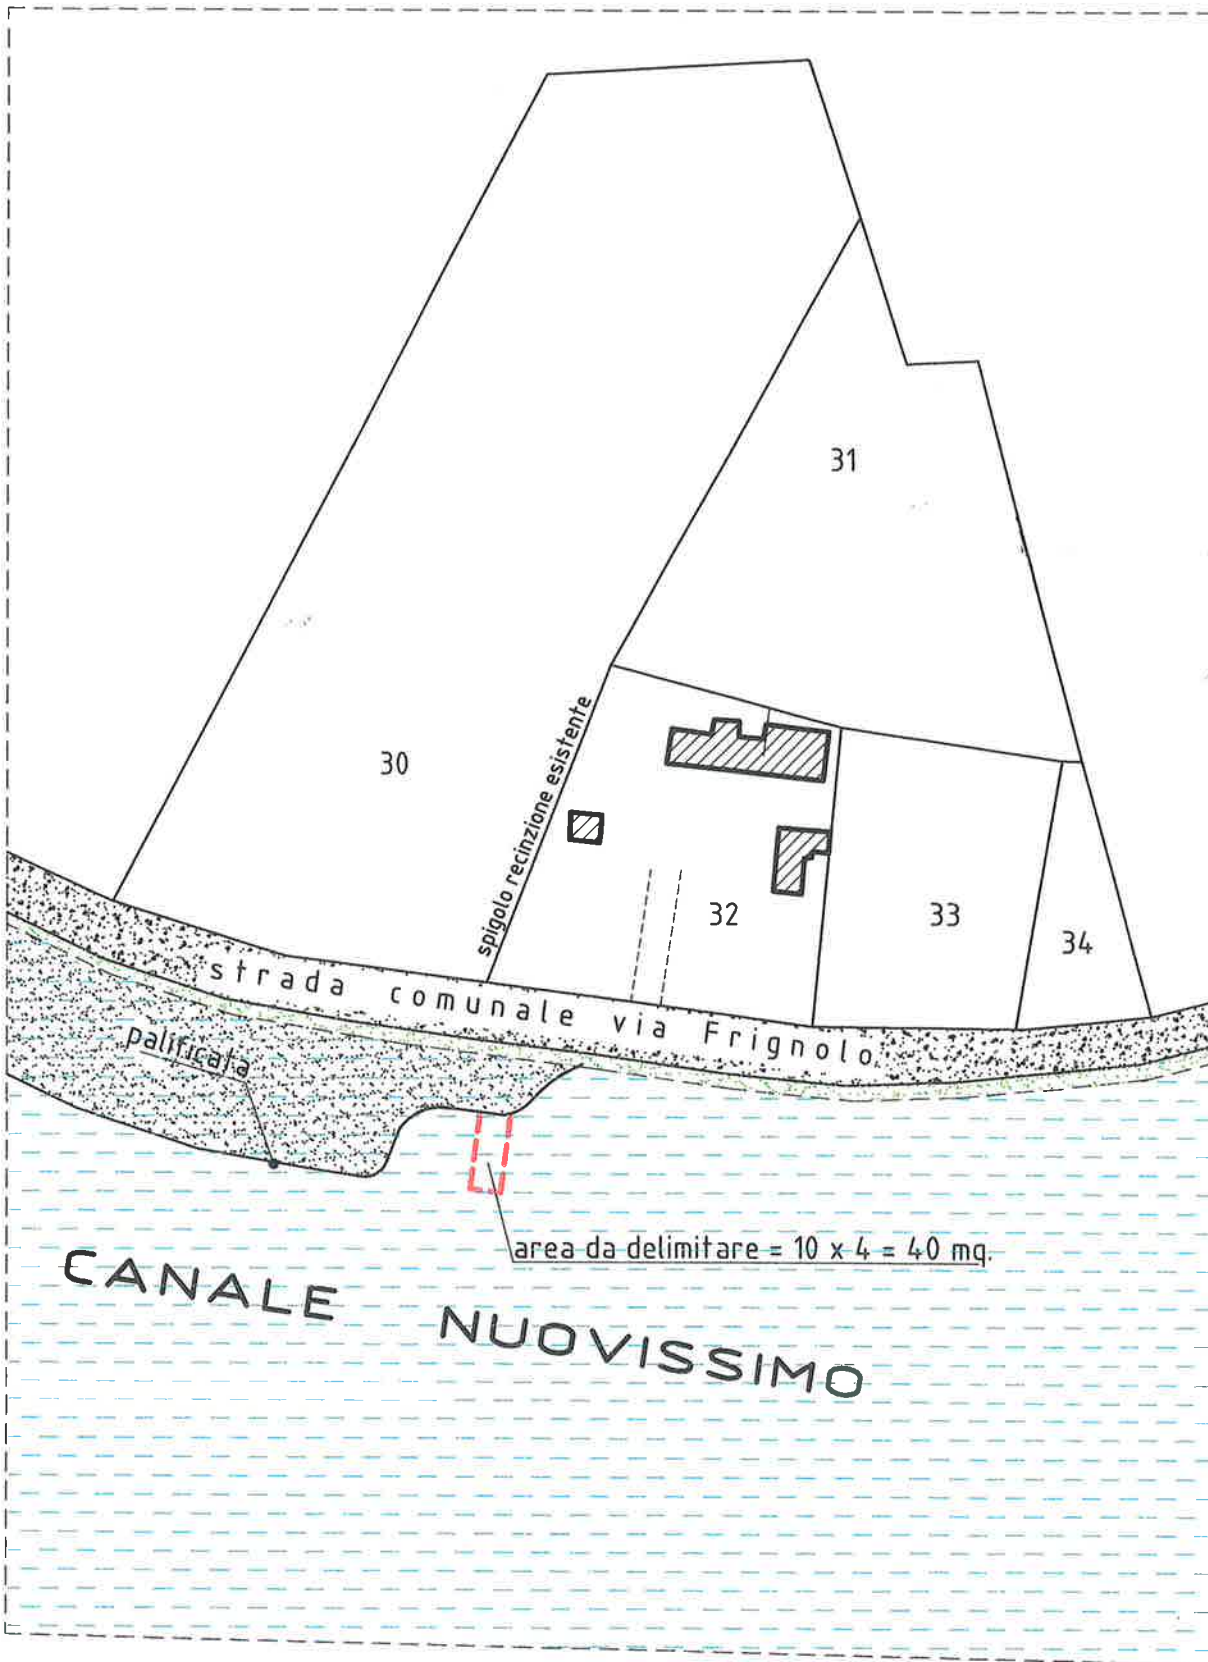 31
30
spigolo recinzione esistente
32
33
34
strada comunale via Frignolo
palificata
area da delimitare = 10 x 4 = 40 mq.
CANALE NUOVISSIMO